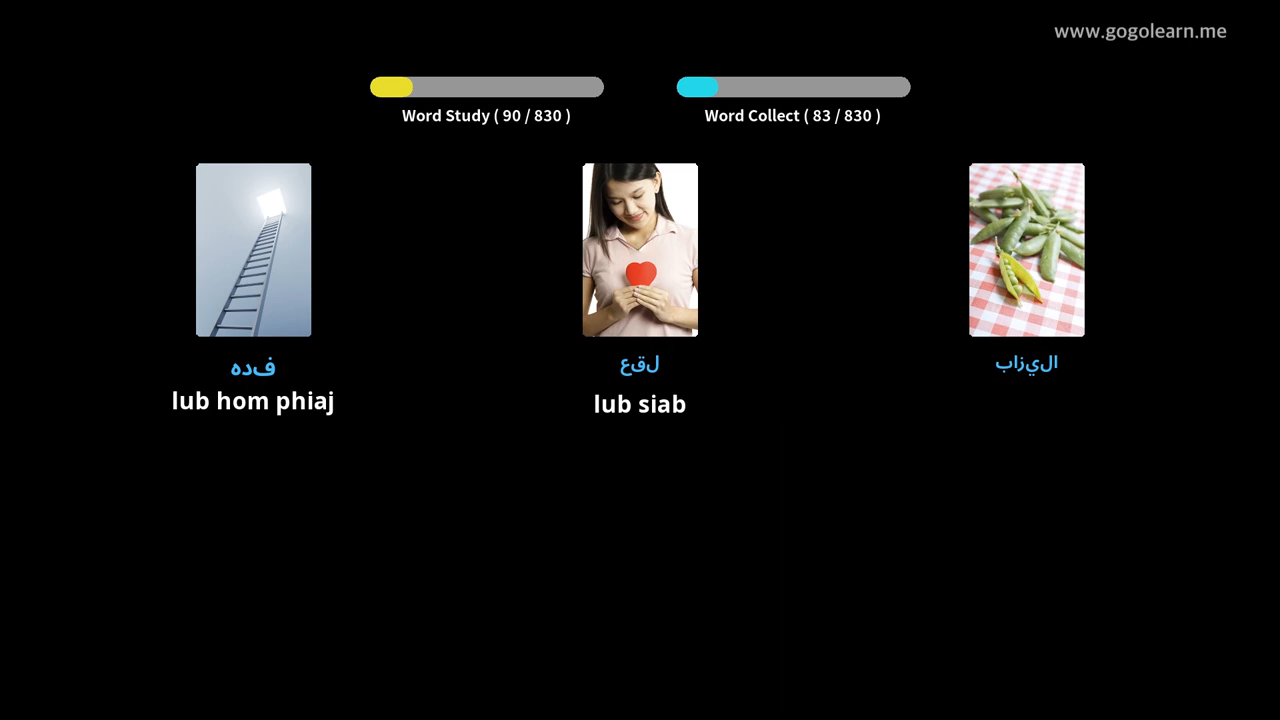 www.gogolearn.me
Word Study ( 90 / 830 )
Word Collect ( 83 / 830 )
فده
لقع
اليزاب
lub hom phiaj
lub siab